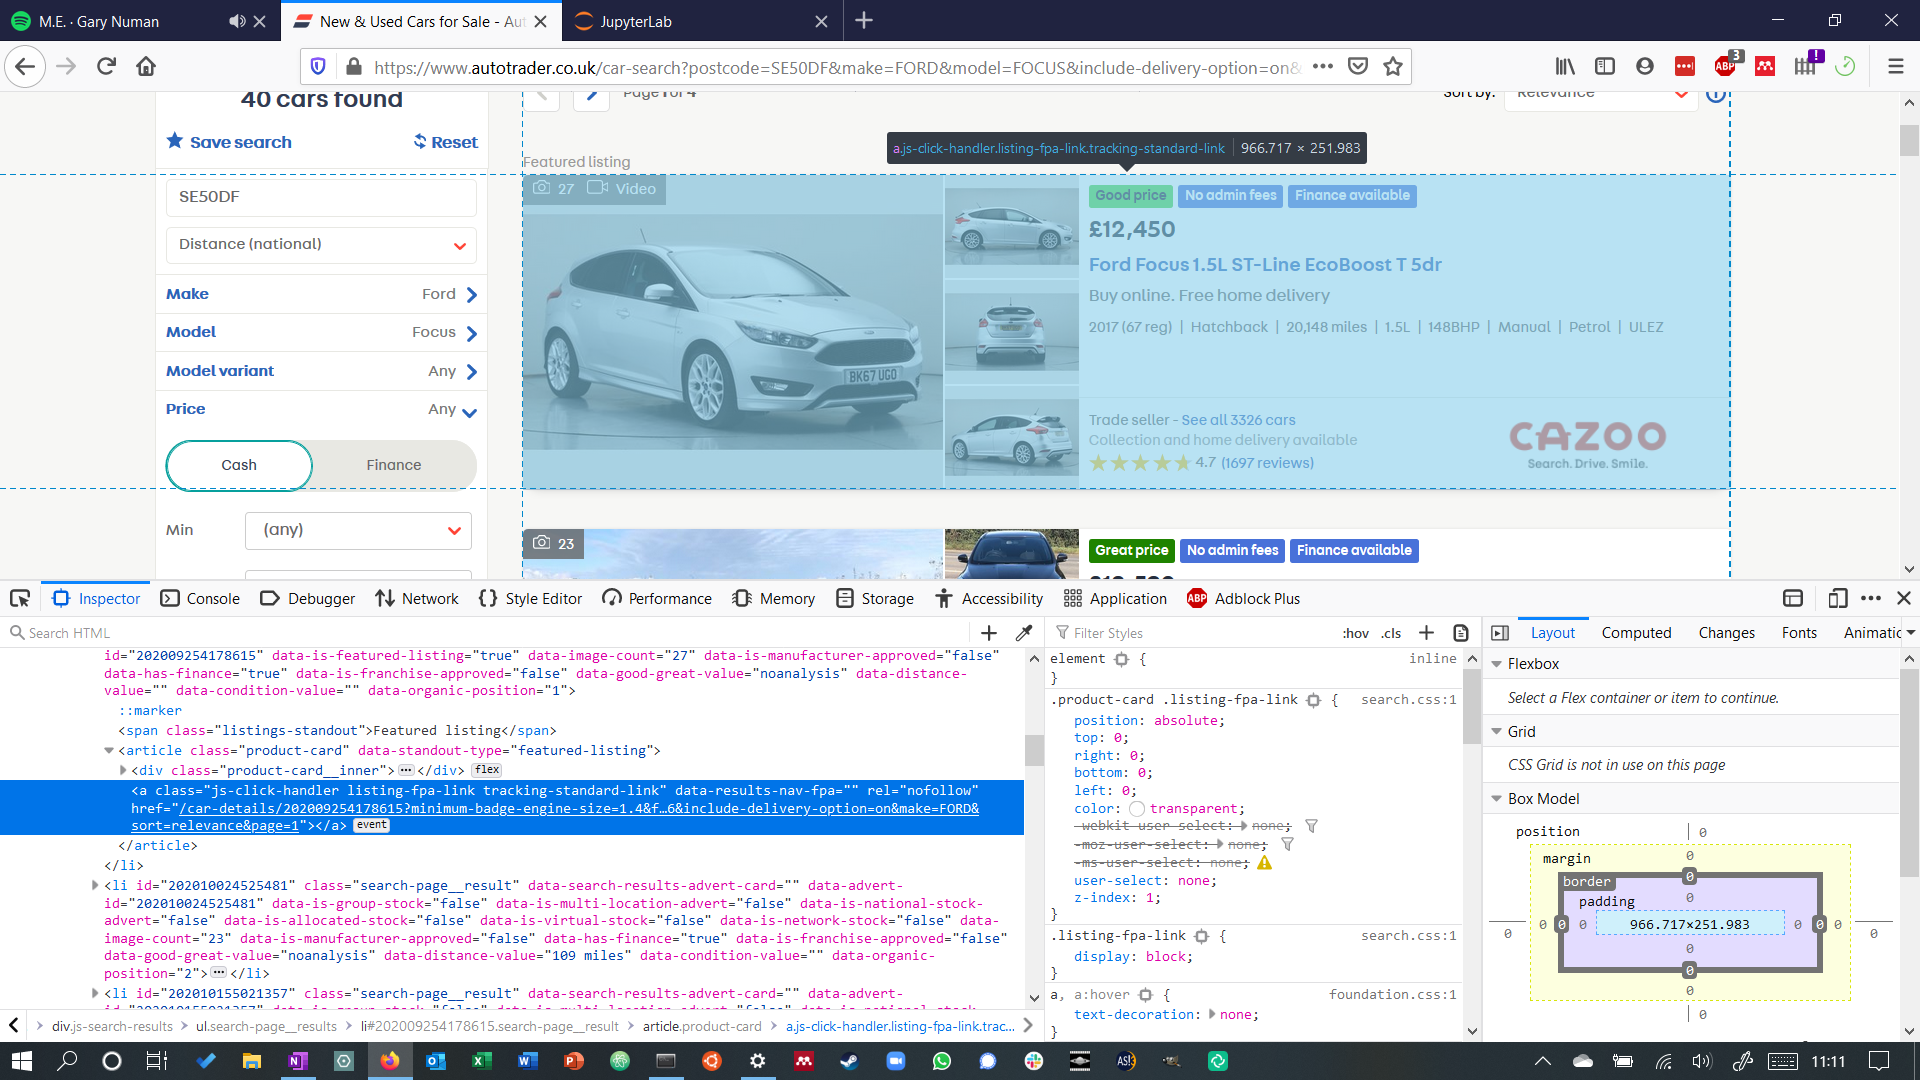 M.E. · Gary Numan
New & Used Cars for Sale - Aut
JupyterLab
https://www.autotrader.co.uk/car-search?postcode=SE50DF&make=FORD&model=FOCUS&include-delivery-option=on&
ABP
3
40 cars found
Save search
Reset
SE50DF
Distance (national)
Make Ford
Model Focus
Model variant Any
Price Any
Cash Finance
Min (any)
Page 1 of 4
Sort by: Relevance
Featured listing
a.js-click-handler.listing-fpa-link.tracking-standard-link 966.717 × 251.983
27 Video
BK67 UGO
Good price No admin fees Finance available
£12,450
Ford Focus 1.5L ST-Line EcoBoost T 5dr
Buy online. Free home delivery
2017 (67 reg) | Hatchback | 20,148 miles | 1.5L | 148BHP | Manual | Petrol | ULEZ
Trade seller - See all 3326 cars
Collection and home delivery available
4.7 (1697 reviews)
CAZOO
Search. Drive. Smile.
23
Great price No admin fees Finance available
Inspector Console Debugger Network Style Editor Performance Memory Storage Accessibility Application ABP Adblock Plus
Search HTML
id="202009254178615" data-is-featured-listing="true" data-image-count="27" data-is-manufacturer-approved="false"
data-has-finance="true" data-is-franchise-approved="false" data-good-great-value="noanalysis" data-distance-
value="" data-condition-value="" data-organic-position="1">
::marker
<span class="listings-standout">Featured listing</span>
<article class="product-card" data-standout-type="featured-listing">
<div class="product-card__inner">⋯</div> flex
<a class="js-click-handler listing-fpa-link tracking-standard-link" data-results-nav-fpa="" rel="nofollow"
href="/car-details/202009254178615?minimum-badge-engine-size=1.4&f…6&include-delivery-option=on&make=FORD&
sort=relevance&page=1"></a> event
</article>
</li>
<li id="202010024525481" class="search-page__result" data-search-results-advert-card="" data-advert-
id="202010024525481" data-is-group-stock="false" data-is-multi-location-advert="false" data-is-national-stock-
advert="false" data-is-allocated-stock="false" data-is-virtual-stock="false" data-is-network-stock="false" data-
image-count="23" data-is-manufacturer-approved="false" data-has-finance="true" data-is-franchise-approved="false"
data-good-great-value="noanalysis" data-distance-value="109 miles" data-condition-value="" data-organic-
position="2">⋯</li>
<li id="202010155021357" class="search-page__result" data-search-results-advert-card="" data-advert-
div.js-search-results ul.search-page__results li#202009254178615.search-page__result article.product-card a.js-click-handler.listing-fpa-link.trac...
Filter Styles :hov .cls
element { inline
}
.product-card .listing-fpa-link { search.css:1
position: absolute;
top: 0;
right: 0;
bottom: 0;
left: 0;
color: transparent;
-webkit-user-select: none;
-moz-user-select: none;
-ms-user-select: none;
user-select: none;
z-index: 1;
}
.listing-fpa-link { search.css:1
display: block;
}
a, a:hover { foundation.css:1
text-decoration: none;
}
Layout Computed Changes Fonts Animatic
Flexbox
Select a Flex container or item to continue.
Grid
CSS Grid is not in use on this page
Box Model
position 0
margin 0
border 0
padding 0
0 0 0 0 966.717×251.983 0 0 0 0
0
0
0
0
11:11